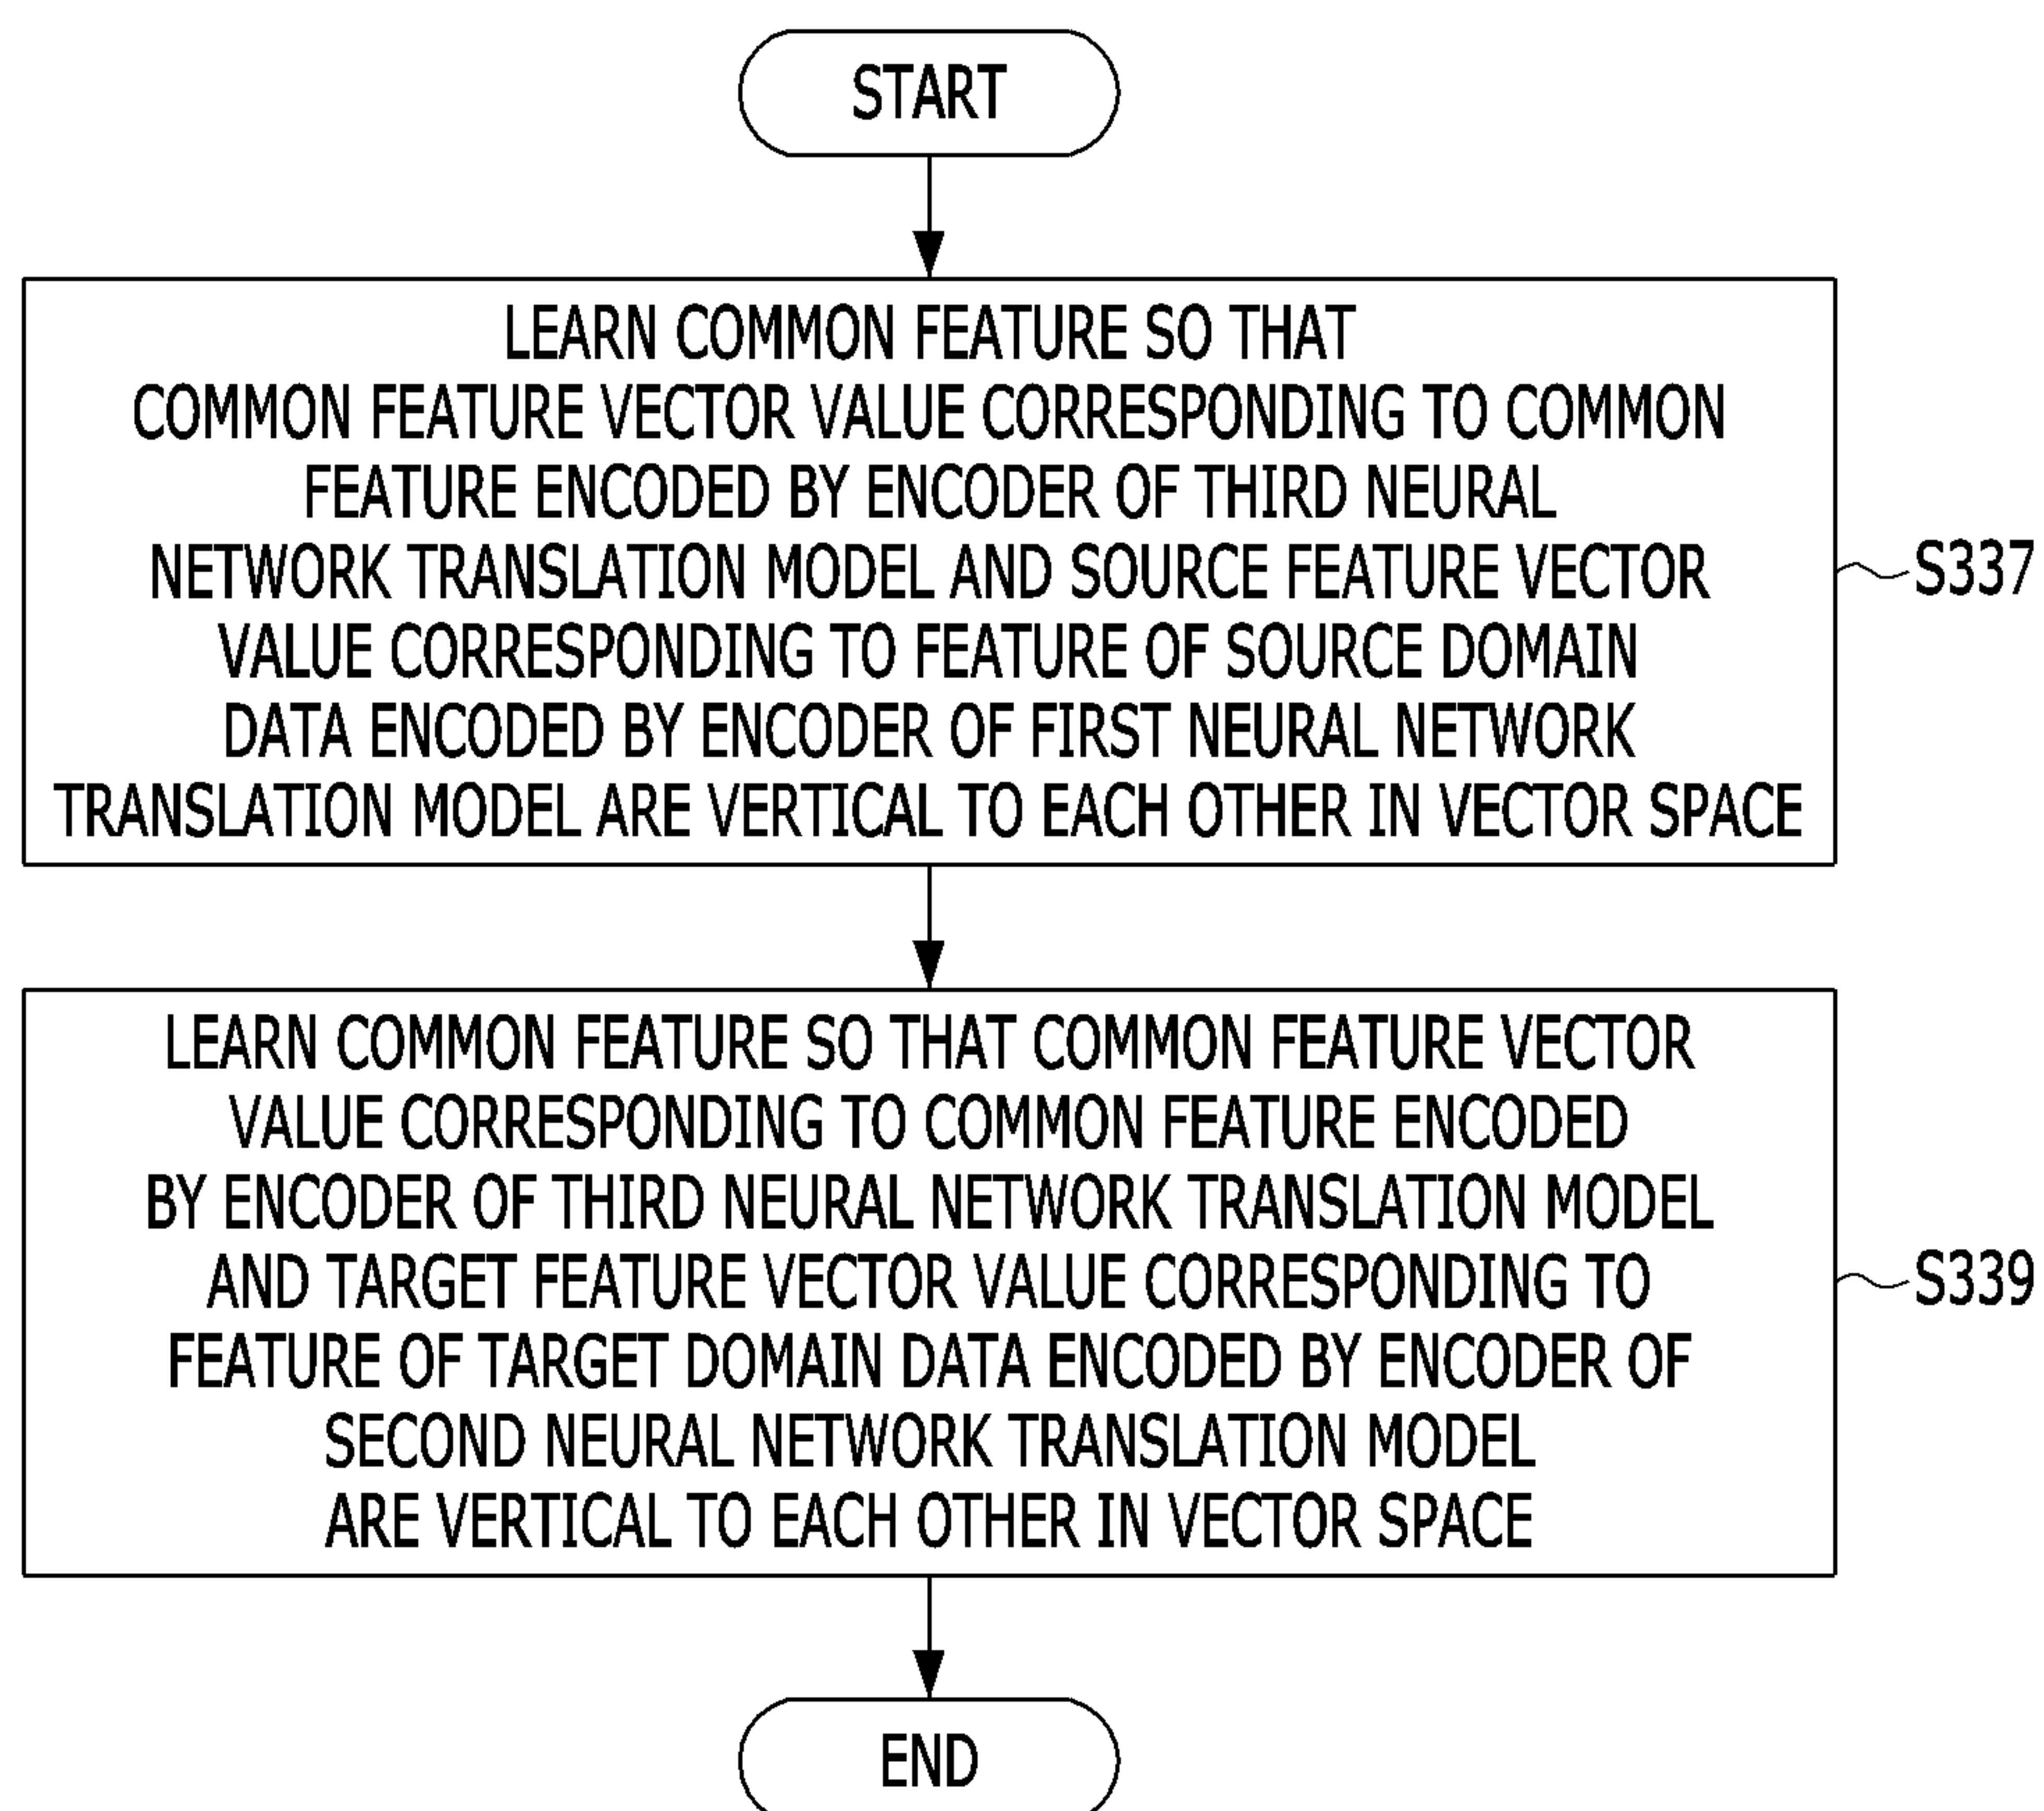 START
LEARN COMMON FEATURE SO THAT
COMMON FEATURE VECTOR VALUE CORRESPONDING TO COMMON
FEATURE ENCODED BY ENCODER OF THIRD NEURAL
NETWORK TRANSLATION MODEL AND SOURCE FEATURE VECTOR
VALUE CORRESPONDING TO FEATURE OF SOURCE DOMAIN
DATA ENCODED BY ENCODER OF FIRST NEURAL NETWORK
TRANSLATION MODEL ARE VERTICAL TO EACH OTHER IN VECTOR SPACE
S337
LEARN COMMON FEATURE SO THAT COMMON FEATURE VECTOR
VALUE CORRESPONDING TO COMMON FEATURE ENCODED
BY ENCODER OF THIRD NEURAL NETWORK TRANSLATION MODEL
AND TARGET FEATURE VECTOR VALUE CORRESPONDING TO
FEATURE OF TARGET DOMAIN DATA ENCODED BY ENCODER OF
SECOND NEURAL NETWORK TRANSLATION MODEL
ARE VERTICAL TO EACH OTHER IN VECTOR SPACE
S339
END